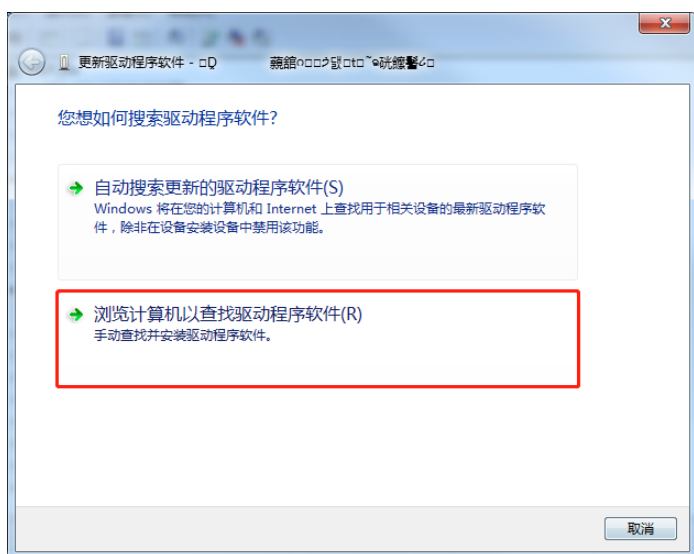 更新驱动程序软件 -
您想如何搜索驱动程序软件?
自动搜索更新的驱动程序软件(S)
Windows 将在您的计算机和 Internet 上查找用于相关设备的最新驱动程序软
件，除非在设备安装设备中禁用该功能。
浏览计算机以查找驱动程序软件(R)
手动查找并安装驱动程序软件。
取消